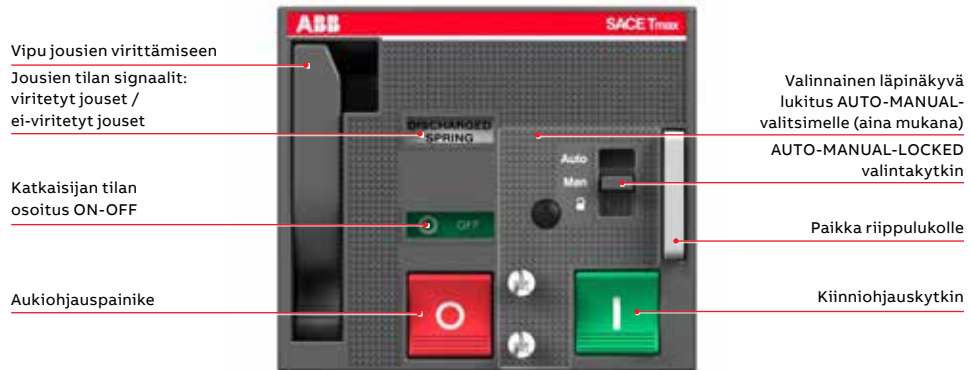 ABB
SACE Tmax
Vipu jousien virittämiseen
Jousien tilan signaalit:
viritetyt jouset /
ei-viritetyt jouset
Katkaisijan tilan
osoitus ON-OFF
Aukiohjauspainike
DISCHARGED
SPRING
OFF
Auto
Man
Valinnainen läpinäkyvä
lukitus AUTO-MANUAL-
valitsimelle (aina mukana)
AUTO-MANUAL-LOCKED
valintakytkin
Paikka riippulukolle
Kiinniohjauskytkin